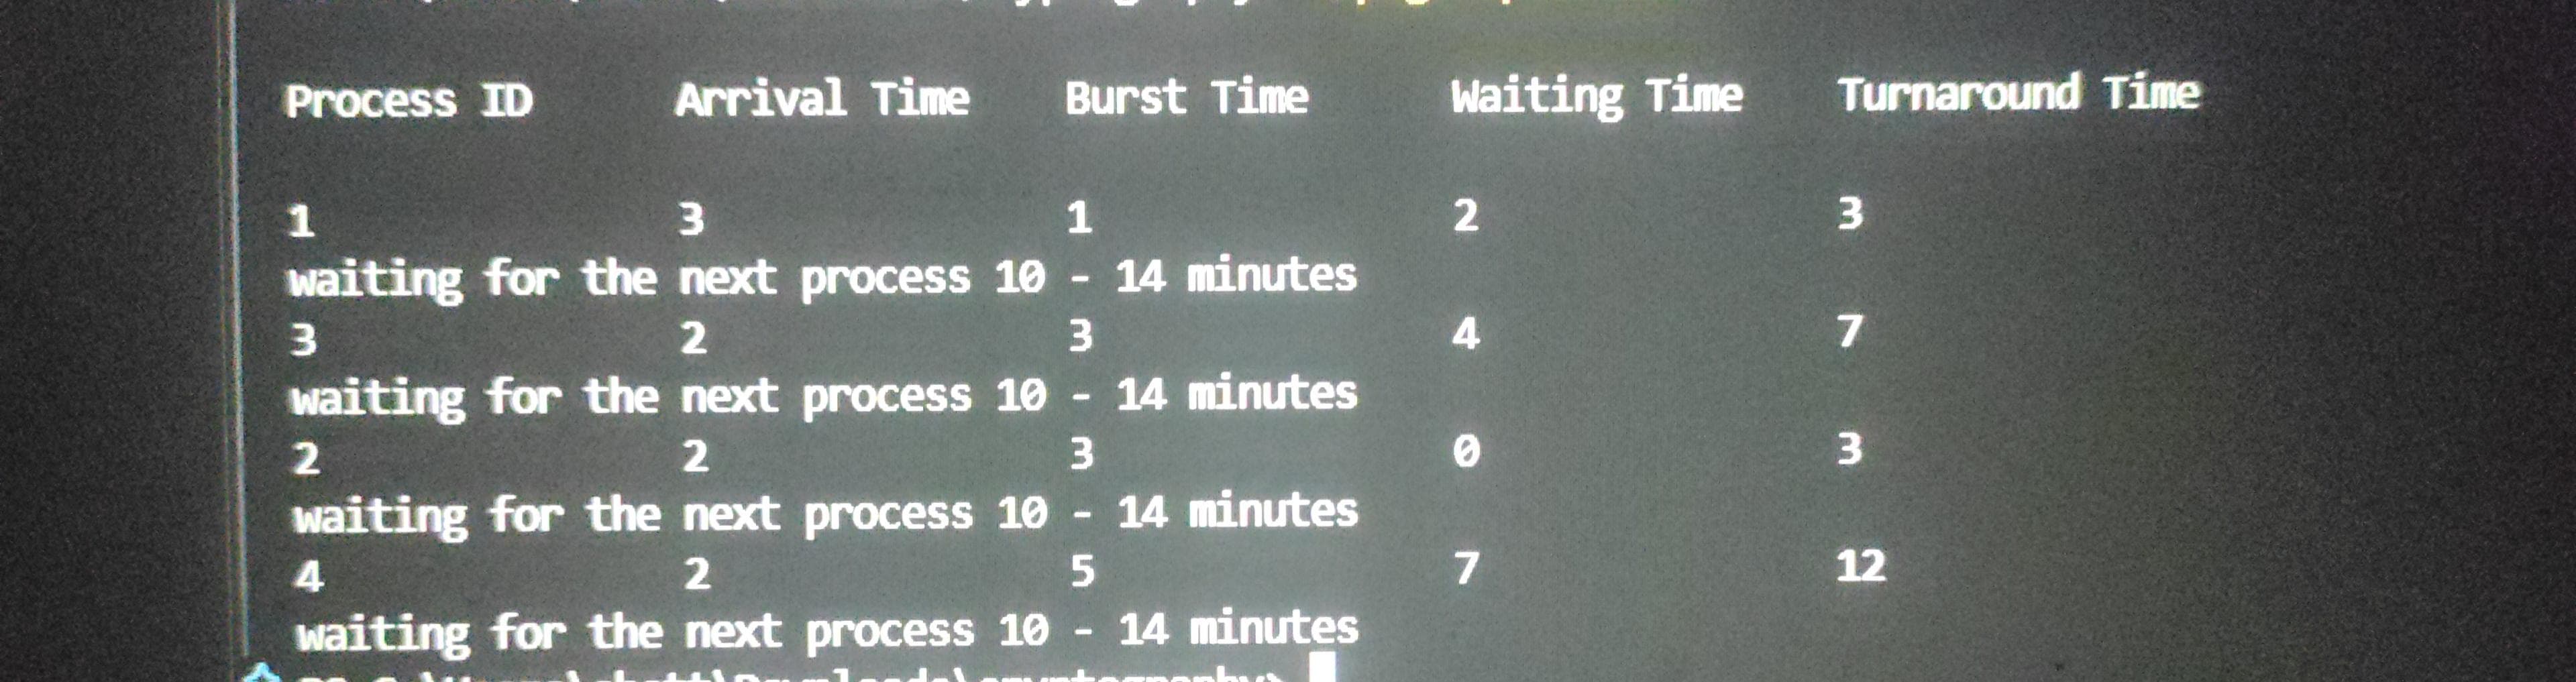 Process ID Arrival Time Burst Time Waiting Time Turnaround Time
1 3 1 2 3
waiting for the next process 10 - 14 minutes
3 2 3 4 7
waiting for the next process 10 - 14 minutes
2 2 3 0 3
waiting for the next process 10 - 14 minutes
4 2 5 7 12
waiting for the next process 10 - 14 minutes